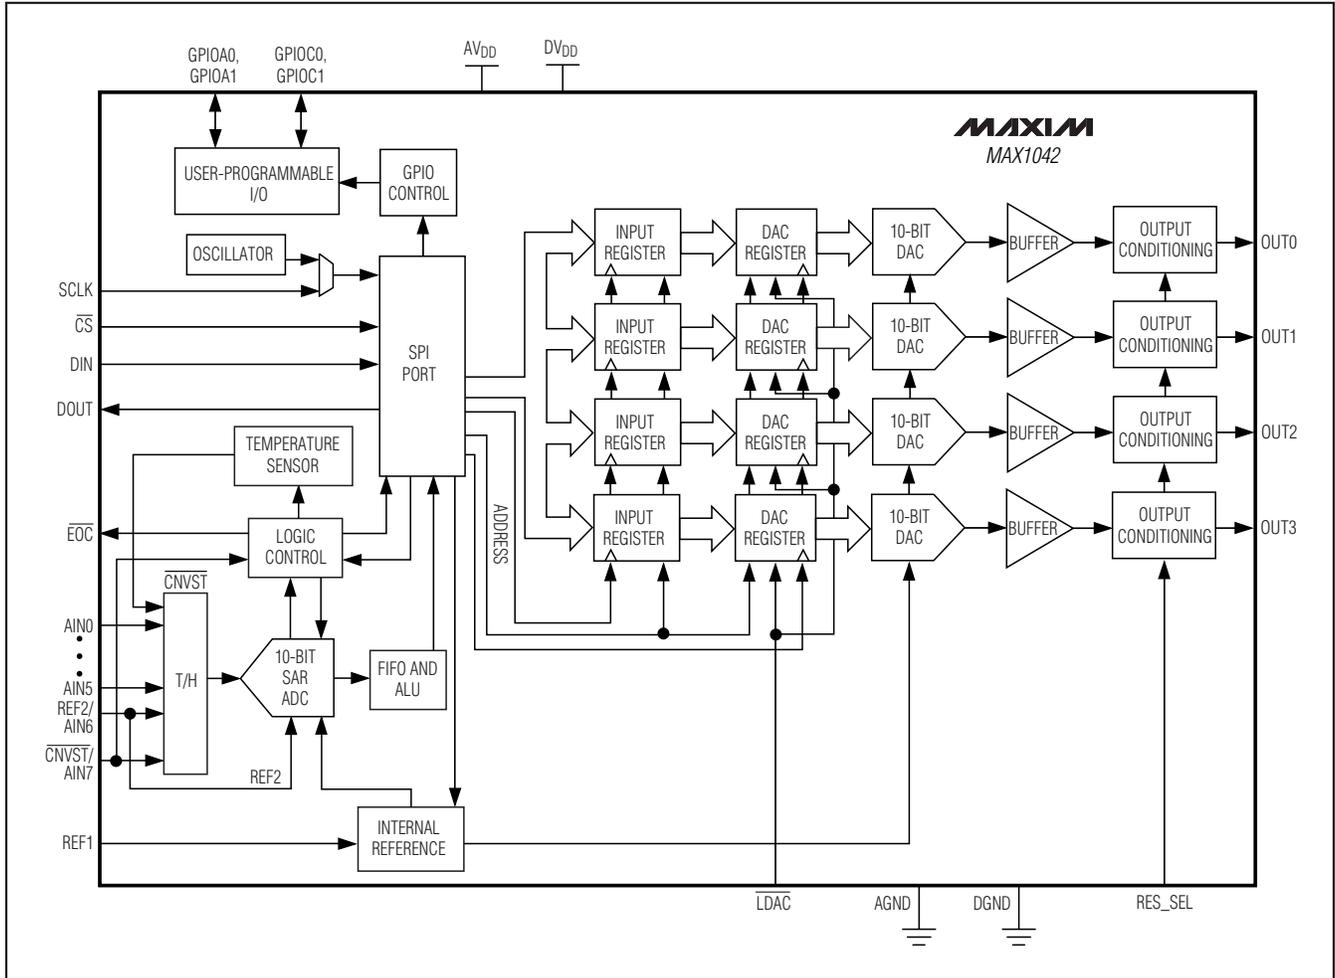 GPIOA0,
GPIOA1
GPIOC0,
GPIOC1
AVDD
DVDD
MAXIM
MAX1042
USER-PROGRAMMABLE
I/O
GPIO
CONTROL
OSCILLATOR
SCLK
CS
DIN
DOUT
SPI
PORT
TEMPERATURE
SENSOR
EOC
LOGIC
CONTROL
CNVST
AIN0
AIN5
REF2/
AIN6
CNVST/
AIN7
T/H
10-BIT
SAR
ADC
FIFO AND
ALU
REF2
REF1
INTERNAL
REFERENCE
ADDRESS
INPUT
REGISTER
DAC
REGISTER
10-BIT
DAC
BUFFER
OUTPUT
CONDITIONING
OUT0
INPUT
REGISTER
DAC
REGISTER
10-BIT
DAC
BUFFER
OUTPUT
CONDITIONING
OUT1
INPUT
REGISTER
DAC
REGISTER
10-BIT
DAC
BUFFER
OUTPUT
CONDITIONING
OUT2
INPUT
REGISTER
DAC
REGISTER
10-BIT
DAC
BUFFER
OUTPUT
CONDITIONING
OUT3
LDAC
AGND
DGND
RES_SEL